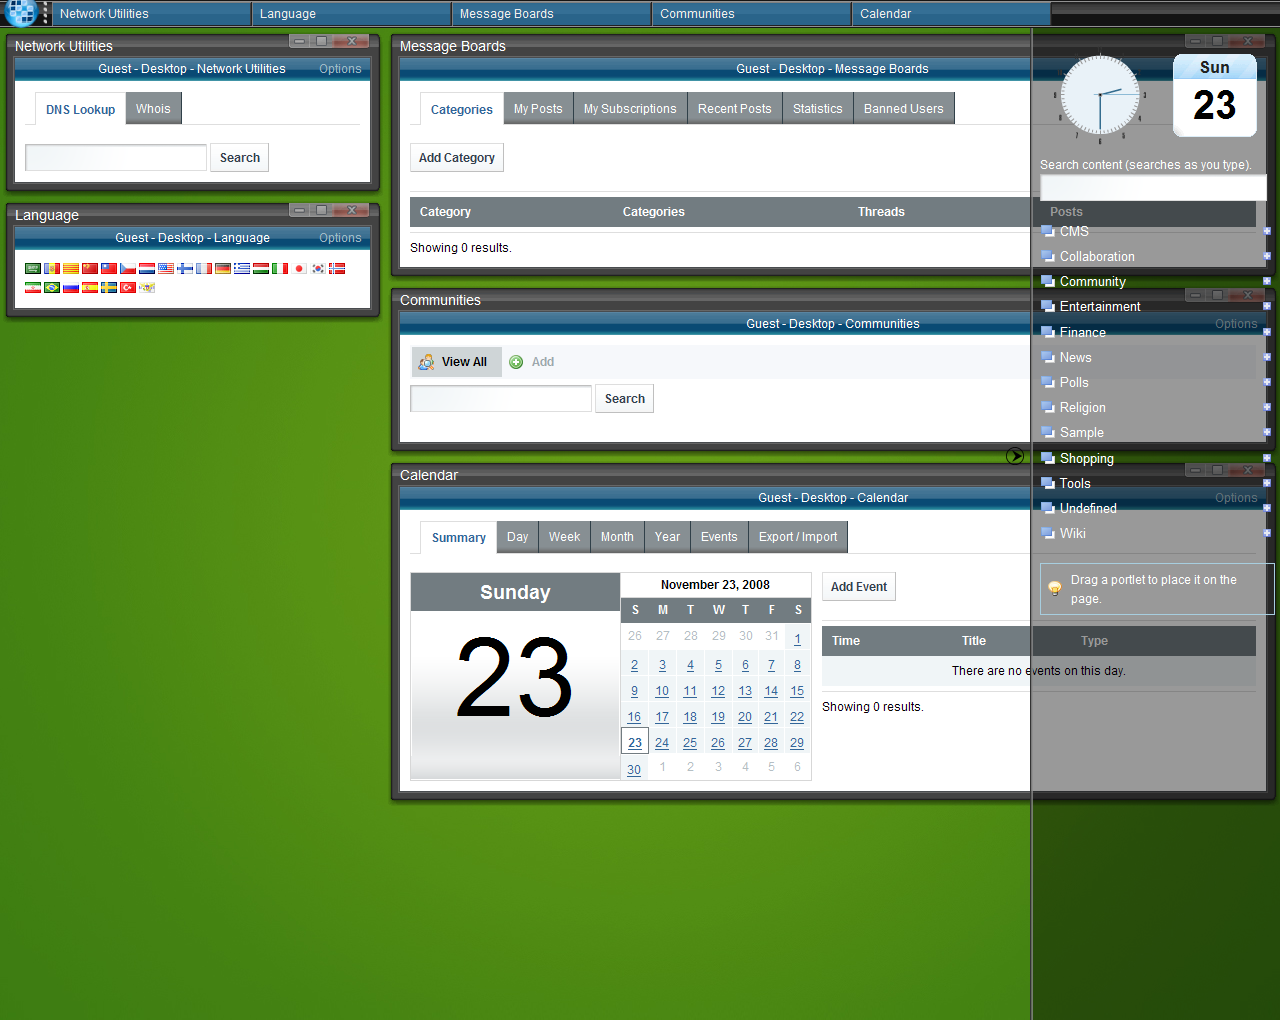 Network Utilities
Language
Message Boards
Communities
Calendar
Network Utilities
Guest - Desktop - Network Utilities
Options
DNS Lookup
Whois
Search
Language
Guest - Desktop - Language
Options
Message Boards
Guest - Desktop - Message Boards
Categories
My Posts
My Subscriptions
Recent Posts
Statistics
Banned Users
Add Category
Category
Categories
Threads
Posts
Showing 0 results.
Communities
Guest - Desktop - Communities
Options
View All
Add
Search
Calendar
Guest - Desktop - Calendar
Options
Summary
Day
Week
Month
Year
Events
Export / Import
Sunday
23
November 23, 2008
S M T W T F S
26 27 28 29 30 31 1
2 3 4 5 6 7 8
9 10 11 12 13 14 15
16 17 18 19 20 21 22
23 24 25 26 27 28 29
30 1 2 3 4 5 6
Add Event
Time
Title
Type
There are no events on this day.
Showing 0 results.
Sun
23
Search content (searches as you type).
CMS
Collaboration
Community
Entertainment
Finance
News
Polls
Religion
Sample
Shopping
Tools
Undefined
Wiki
Drag a portlet to place it on the
page.